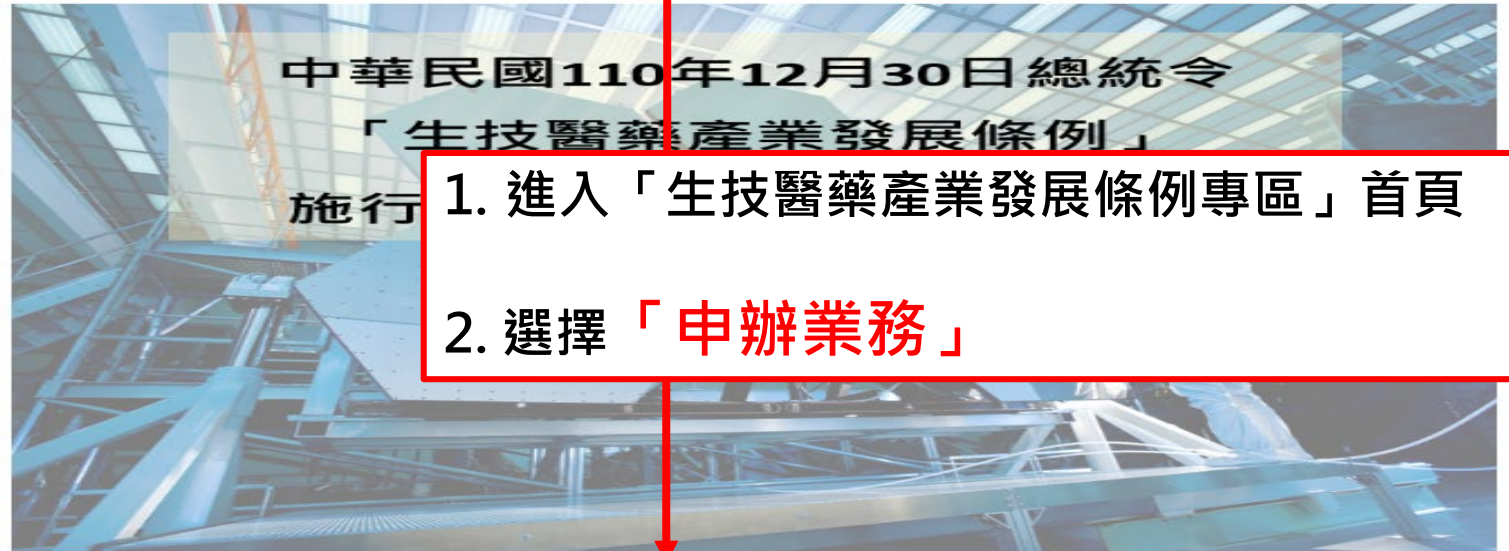 中華民國110年12月30日總統令
「生技醫藥產業發展條例」
施行
1. 進入「生技醫藥產業發展條例專區」首頁
2. 選擇「申辦業務」